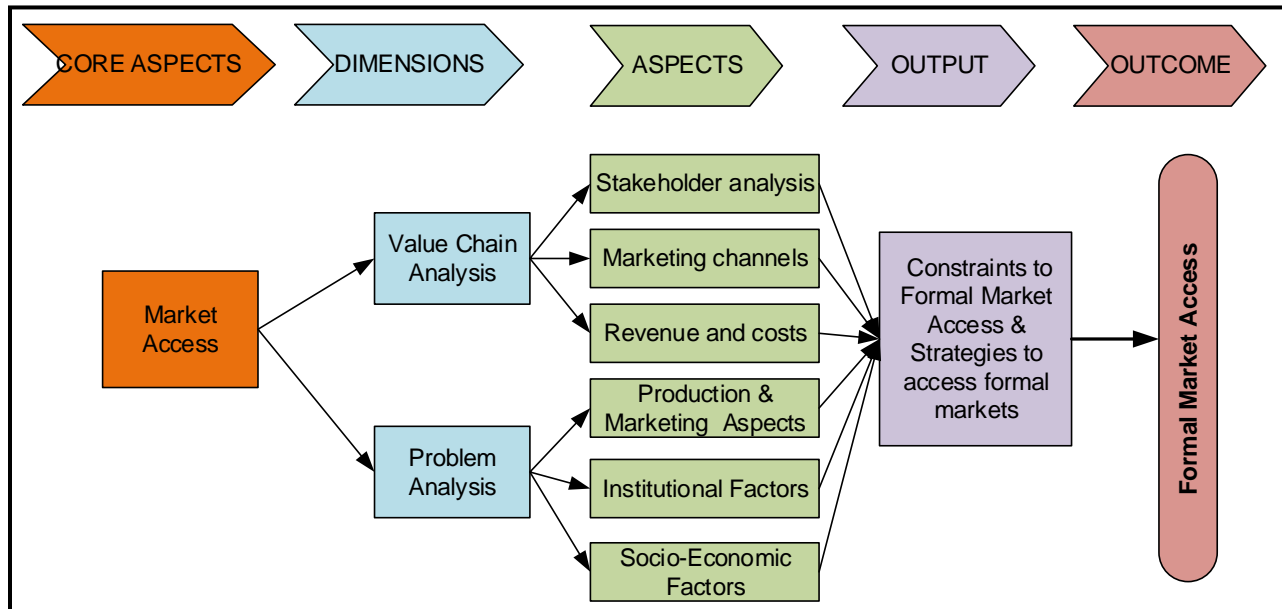 CORE ASPECTS
DIMENSIONS
ASPECTS
OUTPUT
OUTCOME
Market
Access
Value Chain
Analysis
Problem
Analysis
Stakeholder analysis
Marketing channels
Revenue and costs
Production &
Marketing Aspects
Institutional Factors
Socio-Economic
Factors
Constraints to
Formal Market
Access &
Strategies to
access formal
markets
Formal Market Access